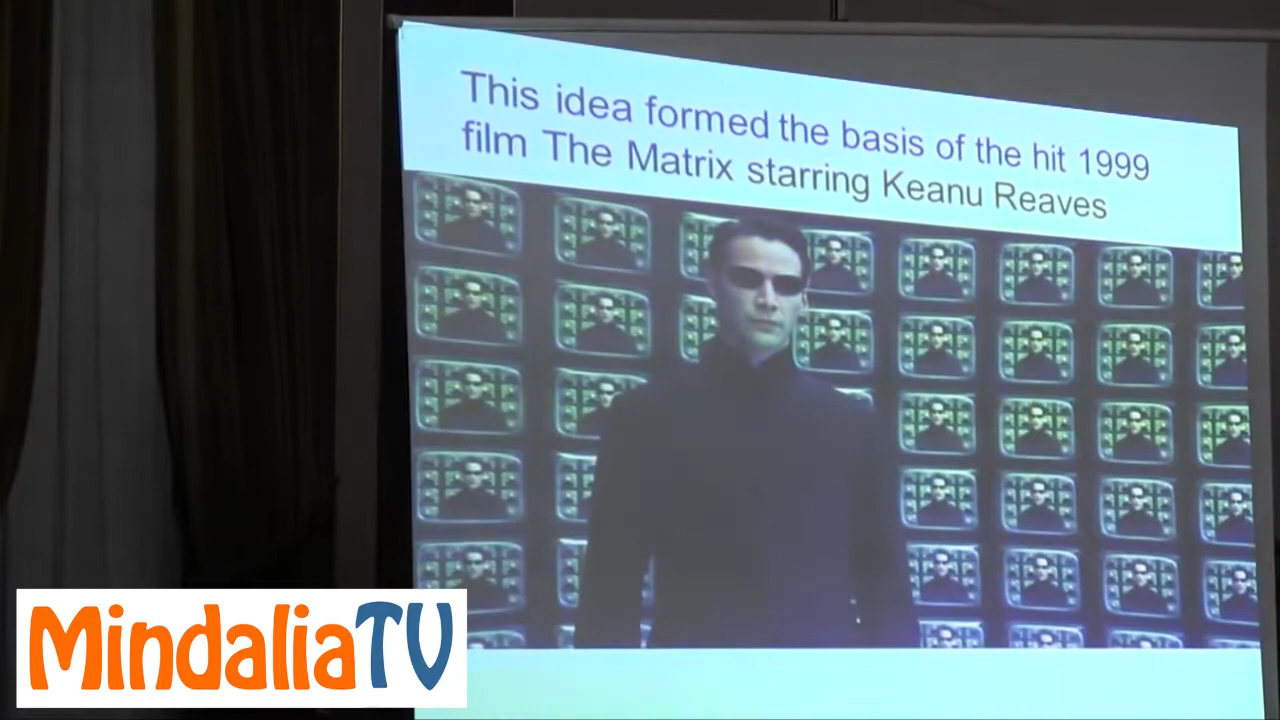 This idea formed the basis of the hit 1999
film The Matrix starring Keanu Reaves
MindaliaTV